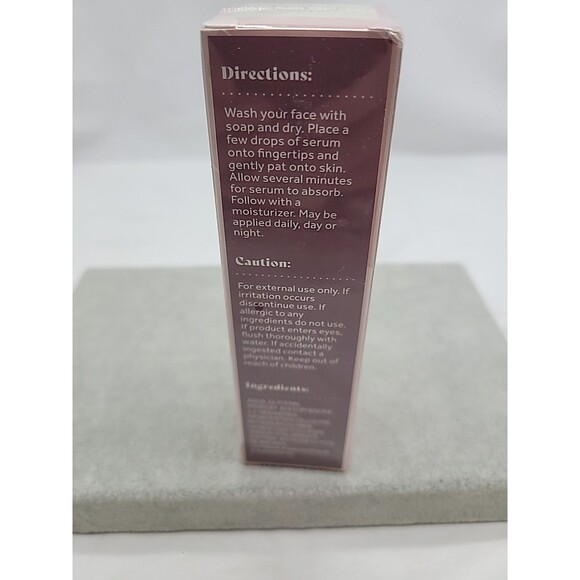 Directions:
Wash your face with
soap and dry. Place a
few drops of serum
onto fingertips and
gently pat onto skin.
Allow several minutes
for serum to absorb.
Follow with a
moisturizer. May be
applied daily, day or
night.
Caution:
For external use only. If
irritation occurs
discontinue use. If
allergic to any
ingredients do not use.
If product enters eyes,
flush thoroughly with
water. If accidentally
ingested contact a
physician. Keep out of
reach of children.
Ingredients: